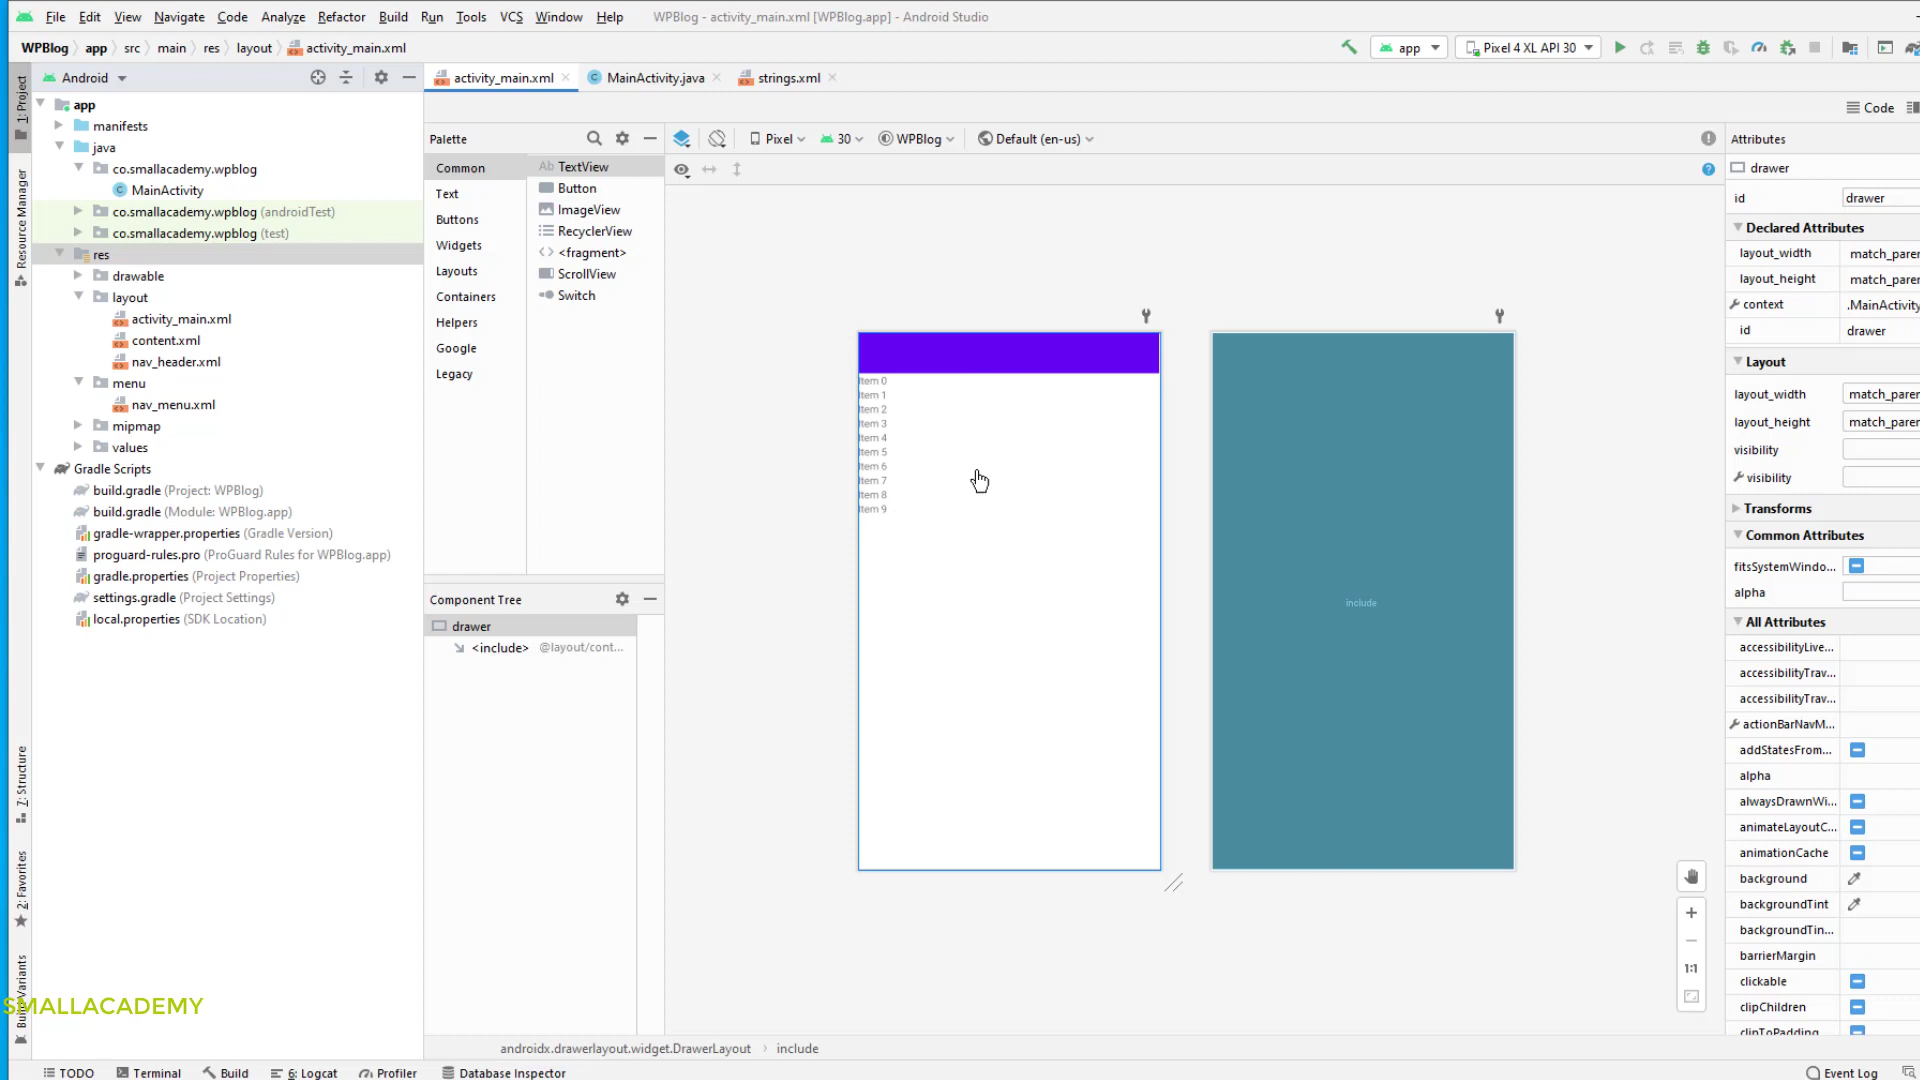 File Edit View Navigate Code Analyze Refactor Build Run Tools VCS Window Help WPBlog - activity_main.xml [WPBlog.app] - Android Studio
WPBlog app src main res layout activity_main.xml app Pixel 4 XL API 30
1: Project
Android
activity_main.xml MainActivity.java strings.xml
app
manifests
java
co.smallacademy.wpblog
MainActivity
co.smallacademy.wpblog (androidTest)
co.smallacademy.wpblog (test)
res
drawable
layout
activity_main.xml
content.xml
nav_header.xml
menu
nav_menu.xml
mipmap
values
Gradle Scripts
build.gradle (Project: WPBlog)
build.gradle (Module: WPBlog.app)
gradle-wrapper.properties (Gradle Version)
proguard-rules.pro (ProGuard Rules for WPBlog.app)
gradle.properties (Project Properties)
settings.gradle (Project Settings)
local.properties (SDK Location)
Resource Manager
7: Structure
2: Favorites
Variants
SMALLACADEMY
Code
Palette
Common
Text
Buttons
Widgets
Layouts
Containers
Helpers
Google
Legacy
Ab TextView
Button
ImageView
RecyclerView
<fragment>
ScrollView
Switch
Pixel 30 WPBlog Default (en-us)
Component Tree
drawer
<include> @layout/cont...
Item 0
Item 1
Item 2
Item 3
Item 4
Item 5
Item 6
Item 7
Item 8
Item 9
include
1:1
androidx.drawerlayout.widget.DrawerLayout include
Attributes
drawer
id drawer
Declared Attributes
layout_width match_paren
layout_height match_paren
context .MainActivity
id drawer
Layout
layout_width match_paren
layout_height match_paren
visibility
visibility
Transforms
Common Attributes
fitsSystemWindo...
alpha
All Attributes
accessibilityLive...
accessibilityTrav...
accessibilityTrav...
actionBarNavM...
addStatesFrom...
alpha
alwaysDrawnWi...
animateLayoutC...
animationCache
background
backgroundTint
backgroundTin...
barrierMargin
clickable
clipChildren
clipToPadding
TODO Terminal Build 6: Logcat Profiler Database Inspector Event Log